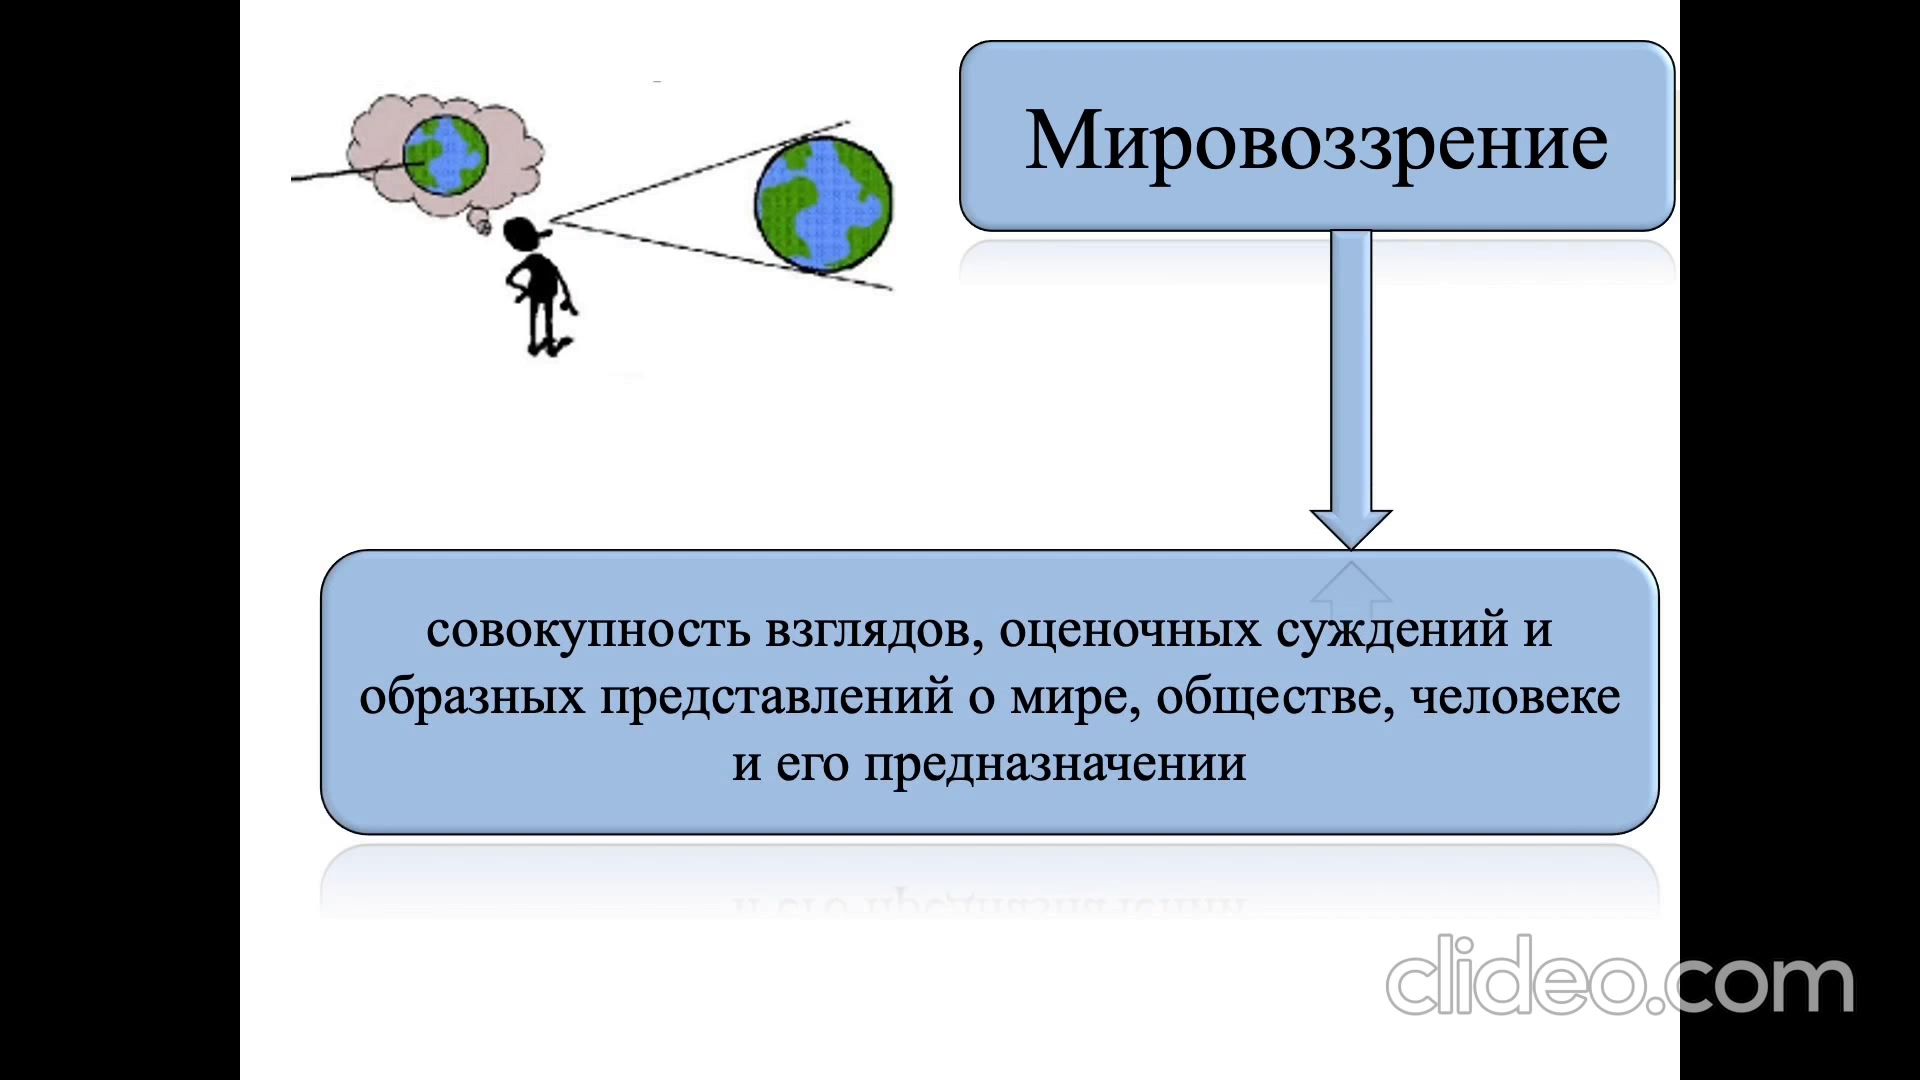 Мировоззрение
совокупность взглядов, оценочных суждений и
образных представлений о мире, обществе, человеке
и его предназначении
clideo.com